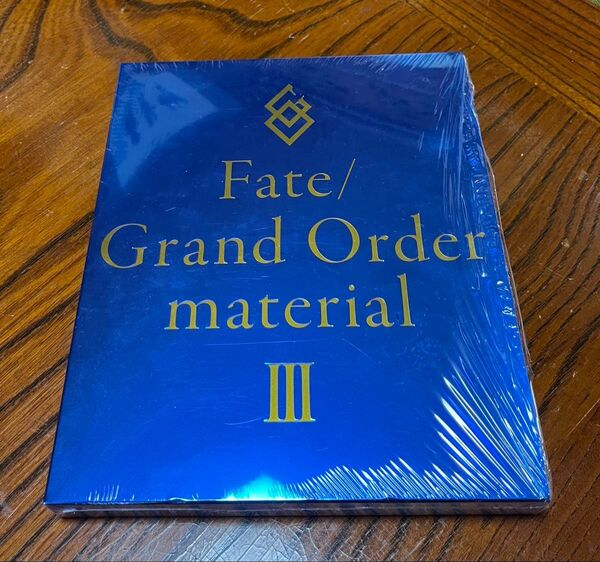 Fate/
Grand Order
material
III